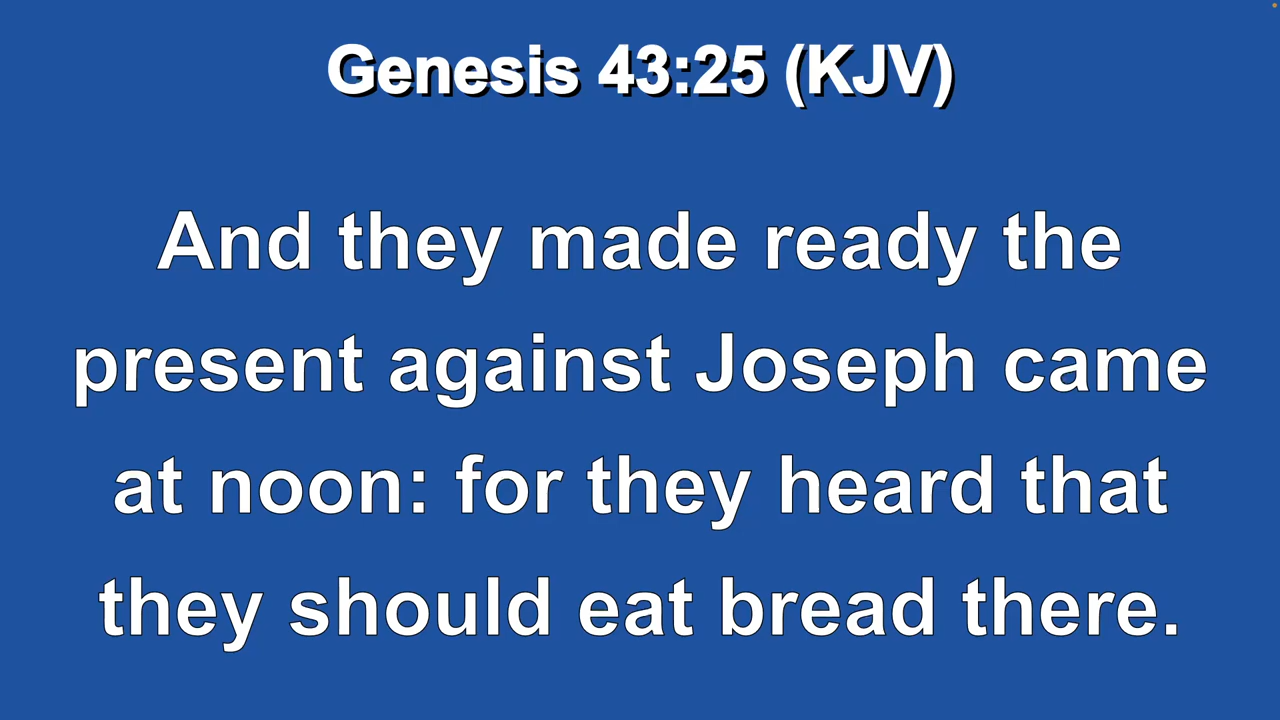 Genesis 43:25 (KJV)
And they made ready the
present against Joseph came
at noon: for they heard that
they should eat bread there.